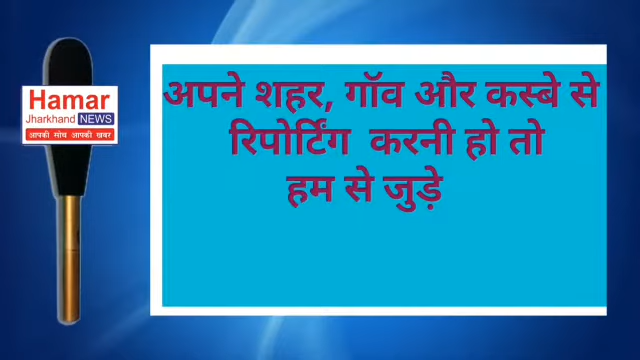 Hamar
Jharkhand NEWS
आपकी सोच आपकी खबर
अपने शहर, गॉव और कस्बे से
रिपोर्टिंग करनी हो तो
हम से जुड़े